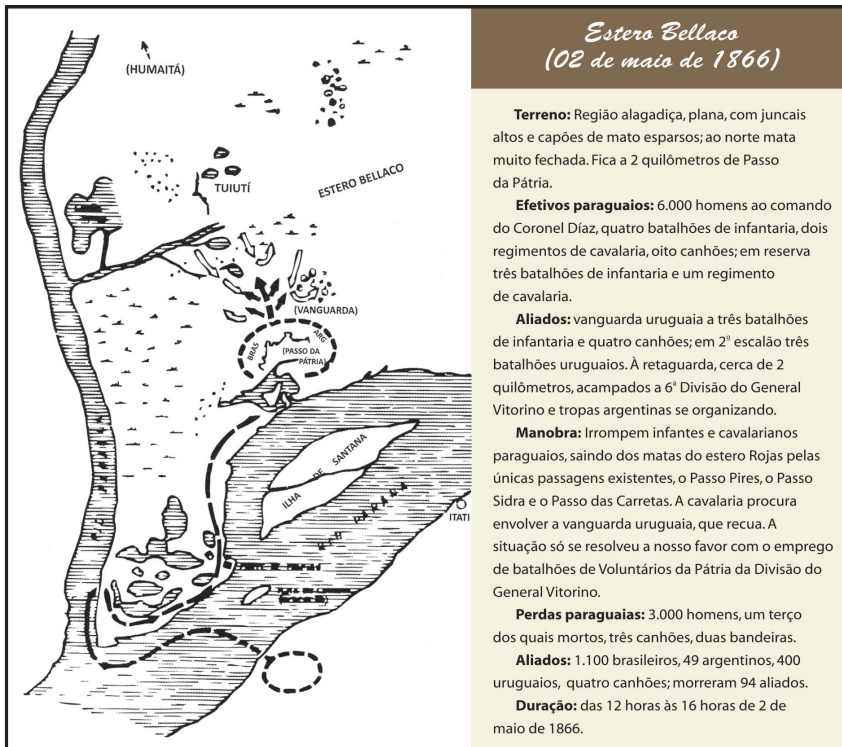 (HUMAITÁ)
TUIUTÍ
ESTERO BELLACO
(VANGUARDA)
BRAS
ARG
(PASSO DA
PÁTRIA)
ILHA DE SANTANA
RIO PARANÁ
ITATI
Estero Bellaco
(02 de maio de 1866)
Terreno: Região alagadiça, plana, com juncais
altos e capões de mato esparsos; ao norte mata
muito fechada. Fica a 2 quilômetros de Passo
da Pátria.
Efetivos paraguaios: 6.000 homens ao comando
do Coronel Díaz, quatro batalhões de infantaria, dois
regimentos de cavalaria, oito canhões; em reserva
três batalhões de infantaria e um regimento
de cavalaria.
Aliados: vanguarda uruguaia a três batalhões
de infantaria e quatro canhões; em 2º escalão três
batalhões uruguaios. À retaguarda, cerca de 2
quilômetros, acampados a 6ª Divisão do General
Vitorino e tropas argentinas se organizando.
Manobra: Irrompem infantes e cavalarianos
paraguaios, saindo dos matas do estero Rojas pelas
únicas passagens existentes, o Passo Pires, o Passo
Sidra e o Passo das Carretas. A cavalaria procura
envolver a vanguarda uruguaia, que recua. A
situação só se resolveu a nosso favor com o emprego
de batalhões de Voluntários da Pátria da Divisão do
General Vitorino.
Perdas paraguaias: 3.000 homens, um terço
dos quais mortos, três canhões, duas bandeiras.
Aliados: 1.100 brasileiros, 49 argentinos, 400
uruguaios, quatro canhões; morreram 94 aliados.
Duração: das 12 horas às 16 horas de 2 de
maio de 1866.